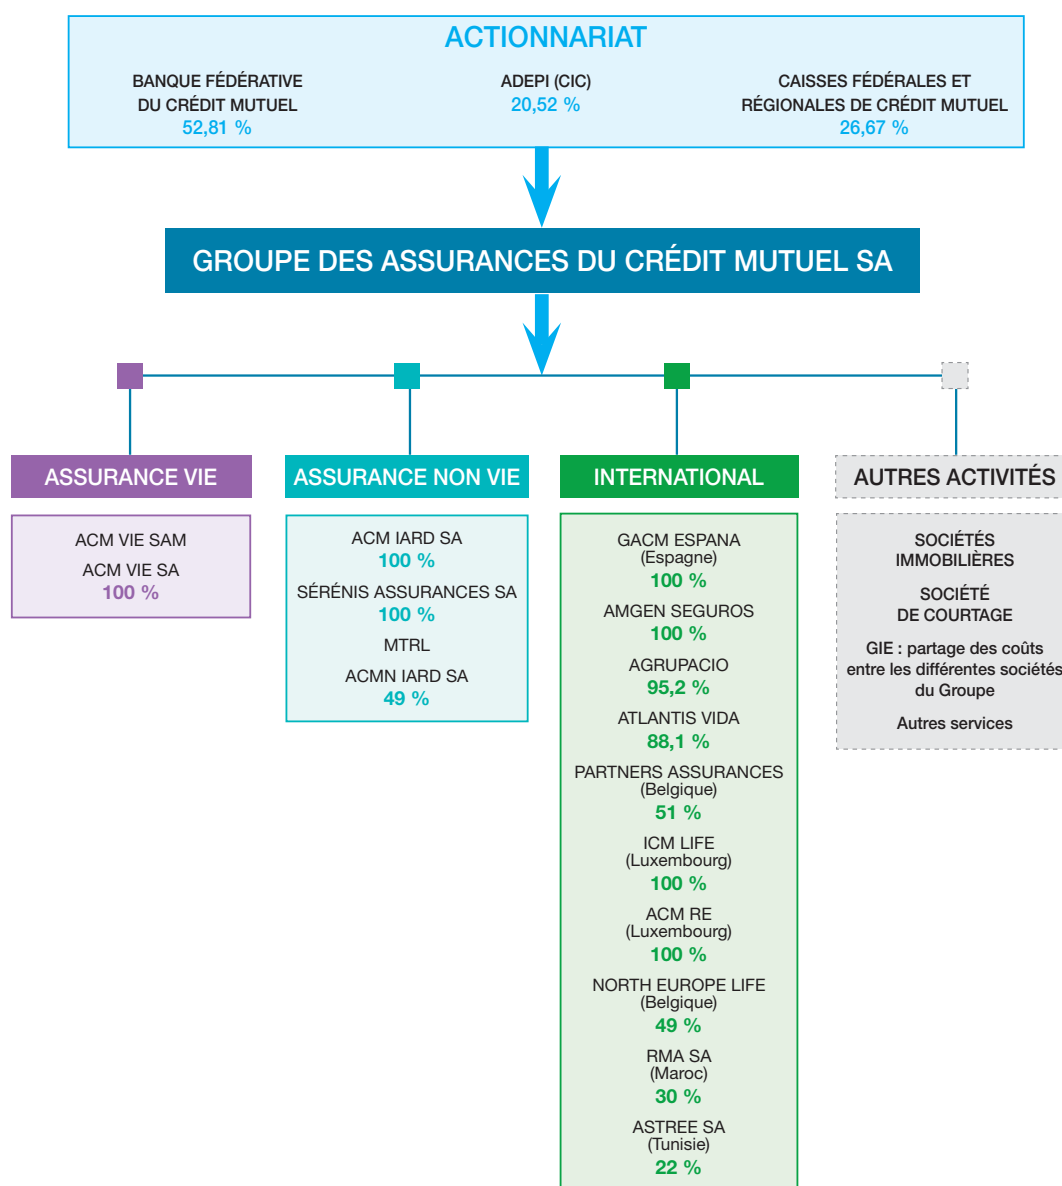 ACTIONNARIAT
BANQUE FÉDÉRATIVE
DU CRÉDIT MUTUEL
52,81 %
ADEPI (CIC)
20,52 %
CAISSES FÉDÉRALES ET
RÉGIONALES DE CRÉDIT MUTUEL
26,67 %
GROUPE DES ASSURANCES DU CRÉDIT MUTUEL SA
ASSURANCE VIE
ACM VIE SAM
ACM VIE SA
100 %
ASSURANCE NON VIE
ACM IARD SA
100 %
SÉRÉNIS ASSURANCES SA
100 %
MTRL
ACMN IARD SA
49 %
INTERNATIONAL
GACM ESPANA
(Espagne)
100 %
AMGEN SEGUROS
100 %
AGRUPACIO
95,2 %
ATLANTIS VIDA
88,1 %
PARTNERS ASSURANCES
(Belgique)
51 %
ICM LIFE
(Luxembourg)
100 %
ACM RE
(Luxembourg)
100 %
NORTH EUROPE LIFE
(Belgique)
49 %
RMA SA
(Maroc)
30 %
ASTREE SA
(Tunisie)
22 %
AUTRES ACTIVITÉS
SOCIÉTÉS
IMMOBILIÈRES
SOCIÉTÉ
DE COURTAGE
GIE : partage des coûts
entre les différentes sociétés
du Groupe
Autres services